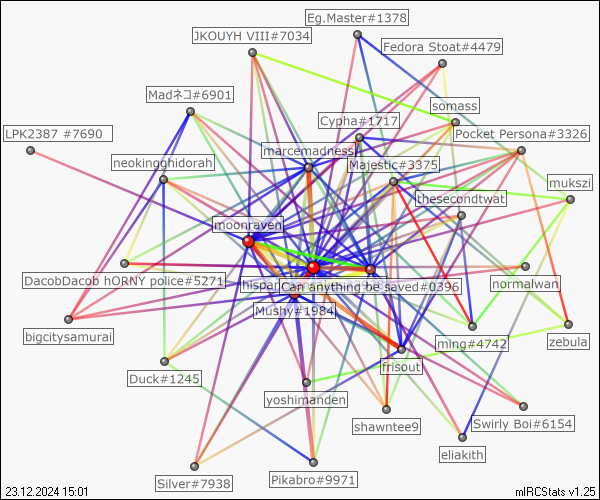 Eg.Master#1378
JKOUYH VIII#7034
Fedora Stoat#4479
Madネコ#6901
somass
Cypha#1717
LPK2387 #7690
Pocket Persona#3326
marcemadness
neokingghidorah
Majestic#3375
mukszi
thesecondtwat
moonraven
DacobDacob hORNY police#5271
normalwan
Can anything be saved#0396
Mushy#1984
bigcitysamurai
ming#4742
zebula
frisout
Duck#1245
yoshimanden
shawntee9
Swirly Boi#6154
eliakith
Silver#7938
Pikabro#9971
23.12.2024 15:01
mIRCStats v1.25